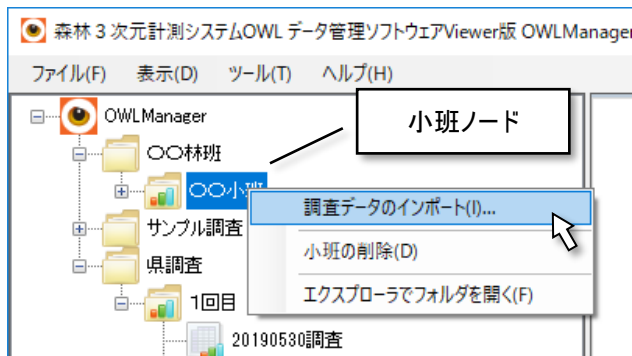 森林３次元計測システムOWL データ管理ソフトウェアViewer版 OWLManager
ファイル(F) 表示(D) ツール(T) ヘルプ(H)
OWLManager
小班ノード
〇〇林班
〇〇小班
調査データのインポート(I)...
サンプル調査
小班の削除(D)
県調査
エクスプローラでフォルダを開く(F)
1回目
20190530調査